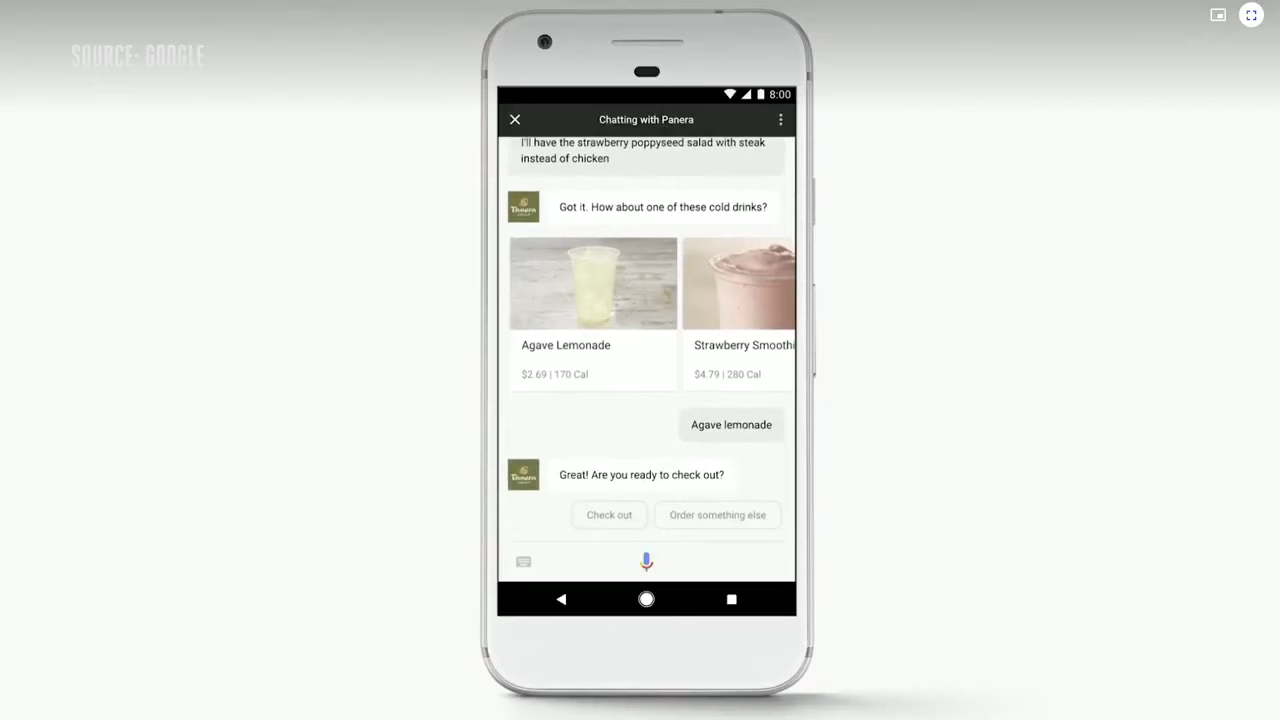 SOURCE: GOOGLE
8:00
Chatting with Panera
I'll have the strawberry poppyseed salad with steak
instead of chicken
Panera
Got it. How about one of these cold drinks?
Agave Lemonade
$2.69 | 170 Cal
Strawberry Smoothi
$4.79 | 280 Cal
Agave lemonade
Panera
Great! Are you ready to check out?
Check out
Order something else